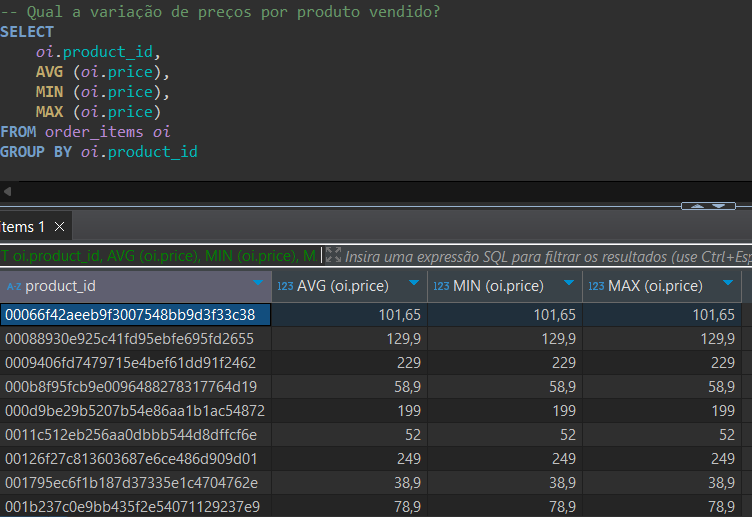 -- Qual a variação de preços por produto vendido?
SELECT
oi.product_id,
AVG (oi.price),
MIN (oi.price),
MAX (oi.price)
FROM order_items oi
GROUP BY oi.product_id
items 1
T oi.product_id, AVG (oi.price), MIN (oi.price), M Insira uma expressão SQL para filtrar os resultados (use Ctrl+Esp
A-Z product_id 123 AVG (oi.price) 123 MIN (oi.price) 123 MAX (oi.price)
00066f42aeeb9f3007548bb9d3f33c38 101,65 101,65 101,65
00088930e925c41fd95ebfe695fd2655 129,9 129,9 129,9
0009406fd7479715e4bef61dd91f2462 229 229 229
000b8f95fcb9e0096488278317764d19 58,9 58,9 58,9
000d9be29b5207b54e86aa1b1ac54872 199 199 199
0011c512eb256aa0dbbb544d8dffcf6e 52 52 52
00126f27c813603687e6ce486d909d01 249 249 249
001795ec6f1b187d37335e1c4704762e 38,9 38,9 38,9
001b237c0e9bb435f2e54071129237e9 78,9 78,9 78,9